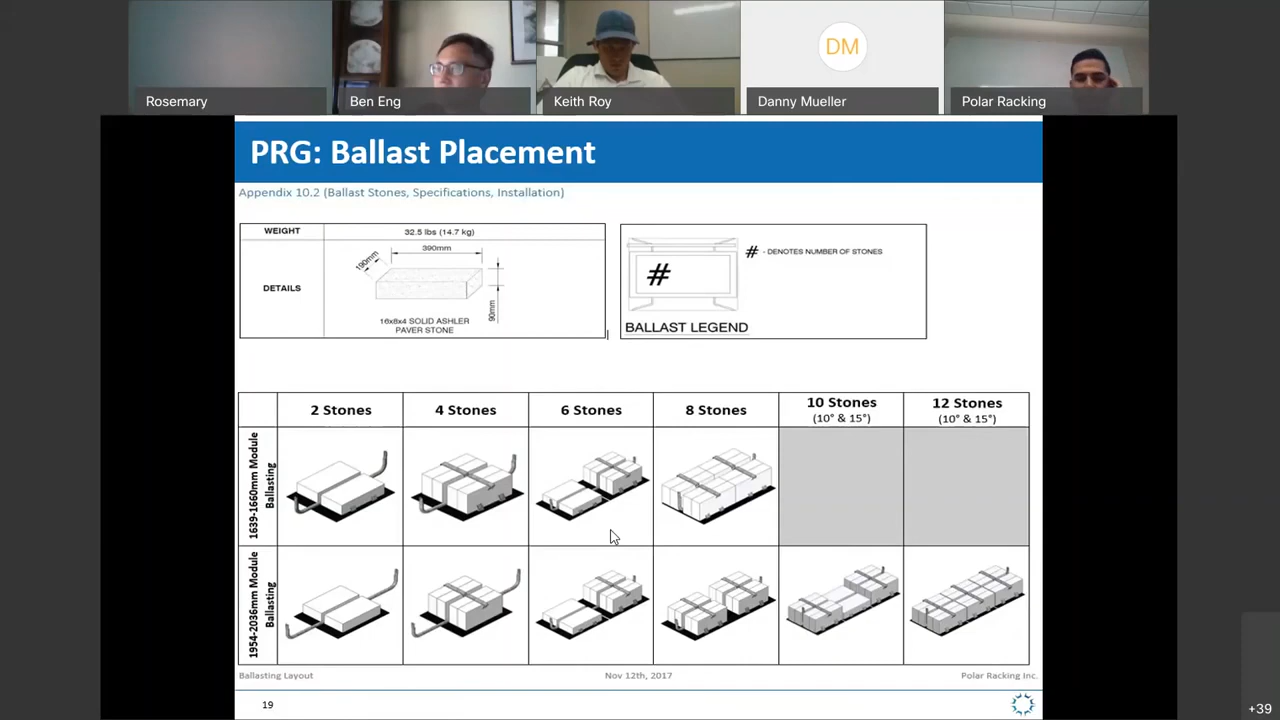 Rosemary
Ben Eng
Keith Roy
DM
Danny Mueller
Polar Racking
PRG: Ballast Placement
Appendix 10.2 (Ballast Stones, Specifications, Installation)
WEIGHT
32.5 lbs (14.7 kg)
DETAILS
190mm
390mm
90mm
16x8x4 SOLID ASHLER
PAVER STONE
#
# - DENOTES NUMBER OF STONES
BALLAST LEGEND
2 Stones
4 Stones
6 Stones
8 Stones
10 Stones
(10° & 15°)
12 Stones
(10° & 15°)
1639-1660mm Module
Ballasting
1954-2036mm Module
Ballasting
Ballasting Layout
Nov 12th, 2017
Polar Racking Inc.
19
+39